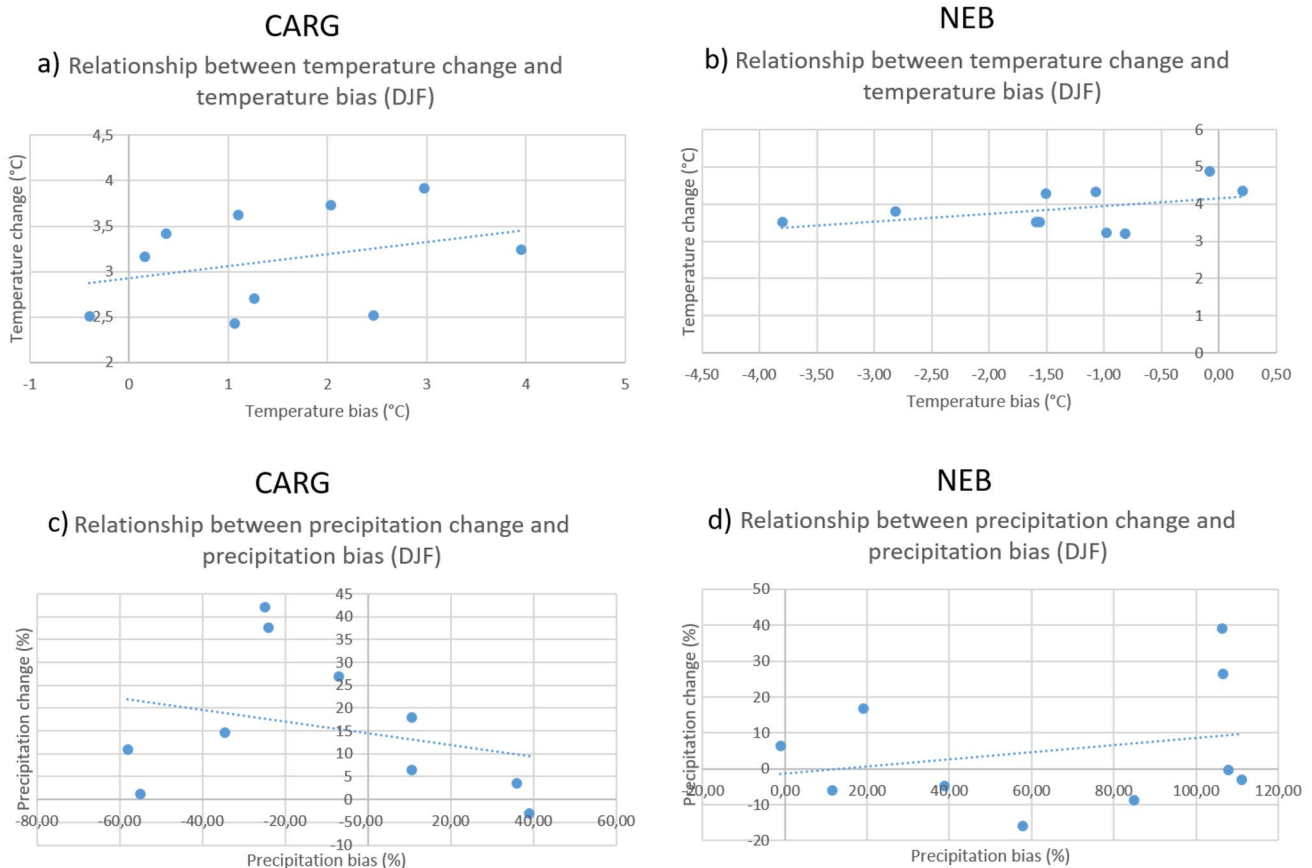 CARG
a) Relationship between temperature change and
temperature bias (DJF)
Temperature change (°C)
4,5
4
3,5
3
2,5
2
-1 0 1 2 3 4 5
Temperature bias (°C)
NEB
b) Relationship between temperature change and
temperature bias (DJF)
Temperature change (°C)
6
5
4
3
2
1
0
-4,50 -4,00 -3,50 -3,00 -2,50 -2,00 -1,50 -1,00 -0,50 0,00 0,50
Temperature bias (°C)
CARG
c) Relationship between precipitation change and
precipitation bias (DJF)
Precipitation change (%)
45
40
35
30
25
20
15
10
5
0
-5
-10
-80,00 -60,00 -40,00 -20,00 0,00 20,00 40,00 60,00
Precipitation bias (%)
NEB
d) Relationship between precipitation change and
precipitation bias (DJF)
Precipitation change (%)
50
40
30
20
10
0
-10
-20
-20,00 0,00 20,00 40,00 60,00 80,00 100,00 120,00
Precipitation bias (%)